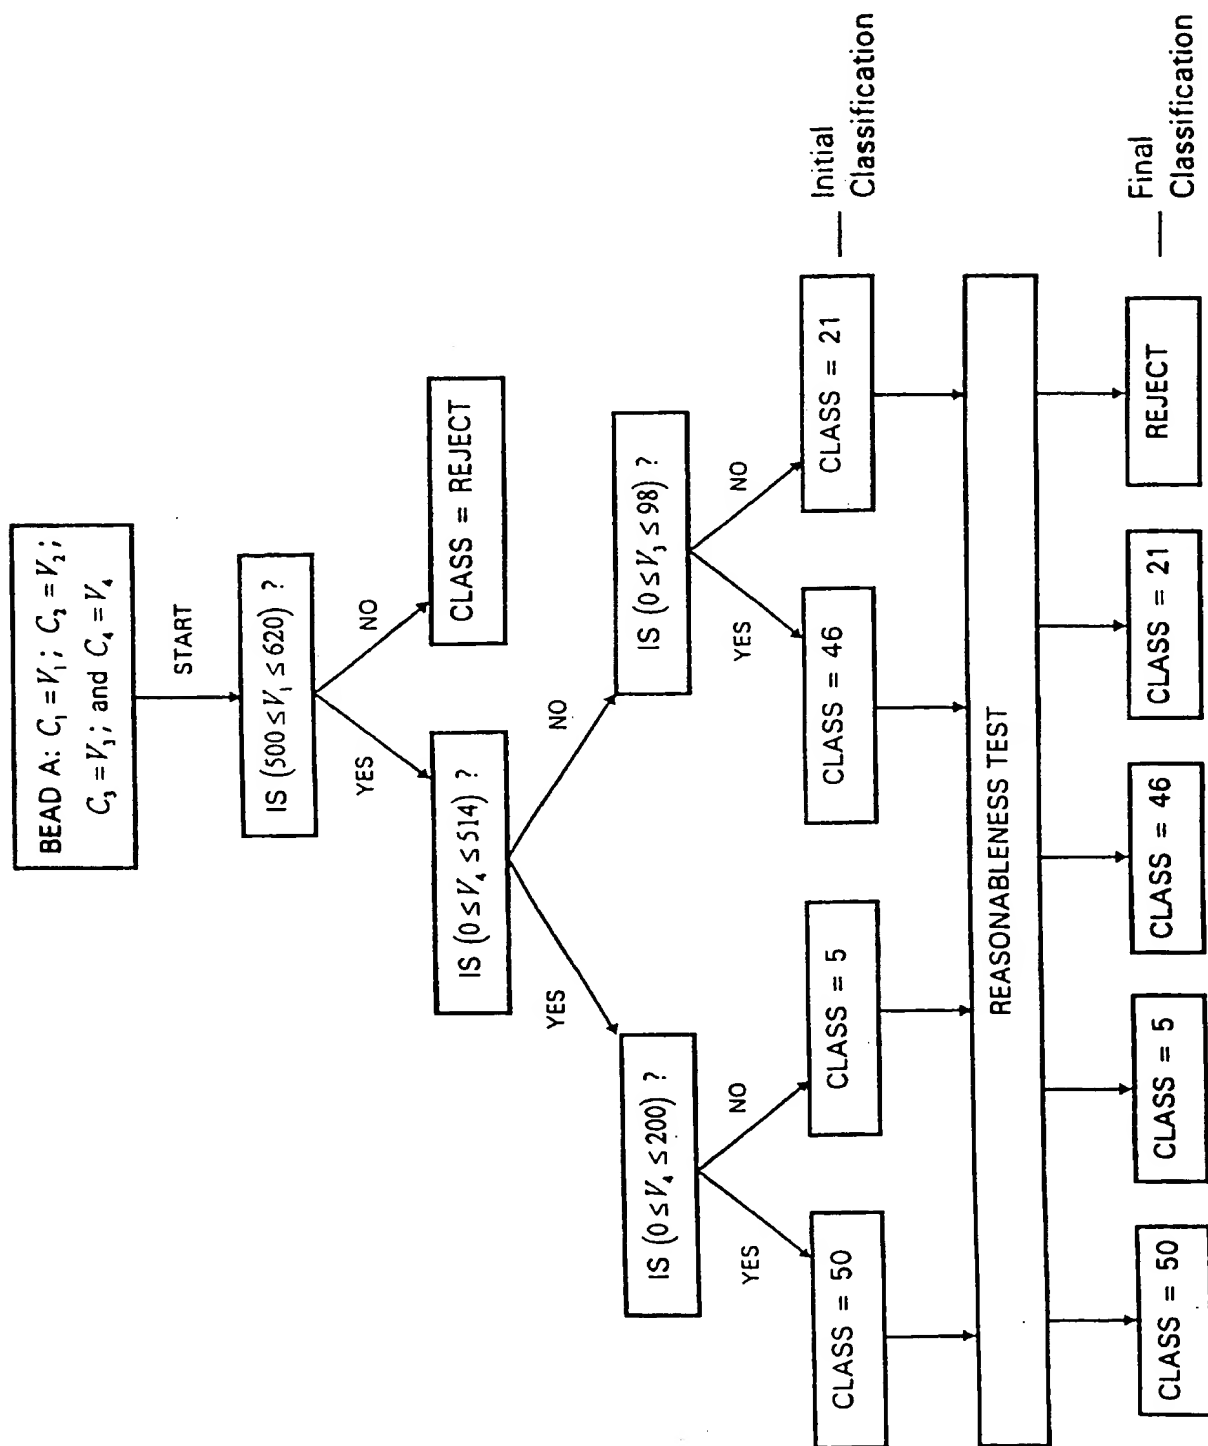 BEAD A: C₁ = V₁; C₂ = V₂;
C₃ = V₃; and C₄ = V₄
START
IS (500 ≤ V₁ ≤ 620) ?
YES
NO
IS (0 ≤ V₄ ≤ 514) ?
CLASS = REJECT
YES
NO
IS (0 ≤ V₄ ≤ 200) ?
IS (0 ≤ V₃ ≤ 98) ?
YES
NO
YES
NO
CLASS = 50
CLASS = 5
CLASS = 46
CLASS = 21
Initial
Classification
REASONABLENESS TEST
CLASS = 50
CLASS = 5
CLASS = 46
CLASS = 21
REJECT
Final
Classification